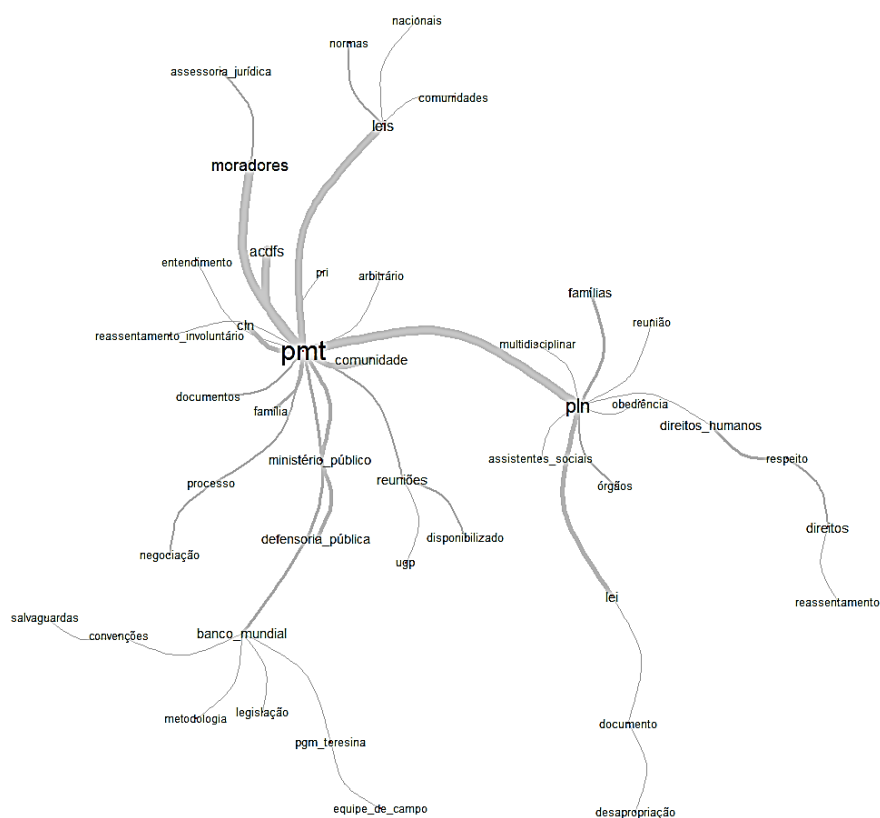 nacionais
normas
assessoria_jurídica
comunidades
leis
moradores
acdfs
entendimento
pri
arbitrário
famílias
cln
reunião
reassentamento_involuntário
multidisciplinar
pmt
comunidade
documentos
família
pln
obediência
direitos_humanos
ministério_público
assistentes_sociais
respeito
processo
reuniões
órgãos
direitos
defensoria_pública
disponibilizado
negociação
ugp
lei
reassentamento
salvaguardas
convenções
banco_mundial
metodologia
legislação
documento
pgm_teresina
equipe_de_campo
desapropriação